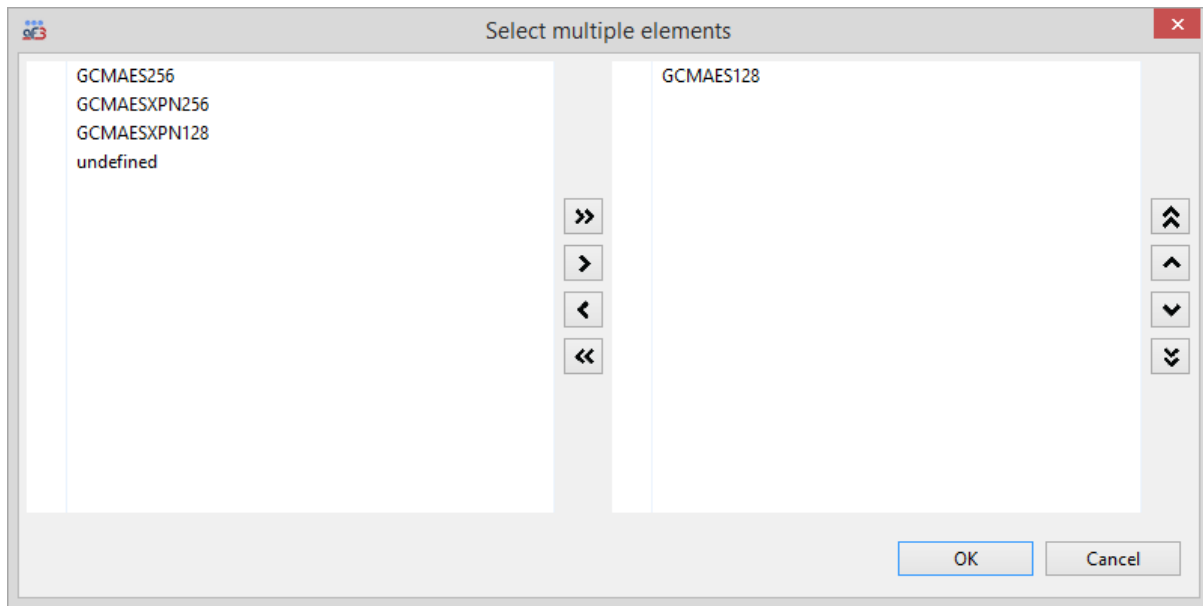 Select multiple elements
GCMAES256
GCMAESXPN256
GCMAESXPN128
undefined
GCMAES128
OK
Cancel